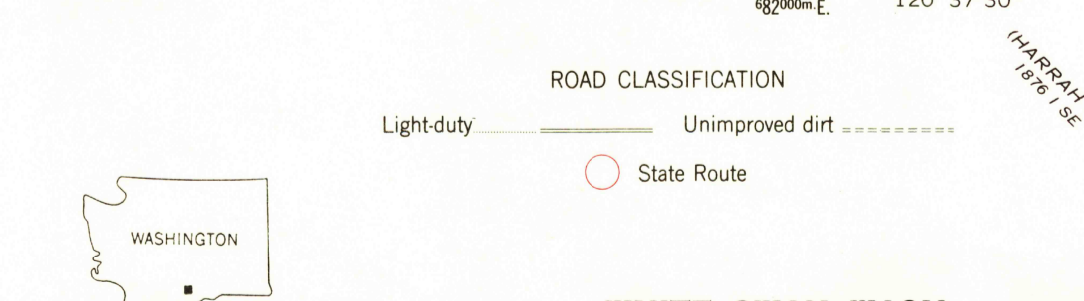 682000m.E.
ROAD CLASSIFICATION
Light-duty Unimproved dirt
State Route
(HARRAH
1876 I SE
WASHINGTON